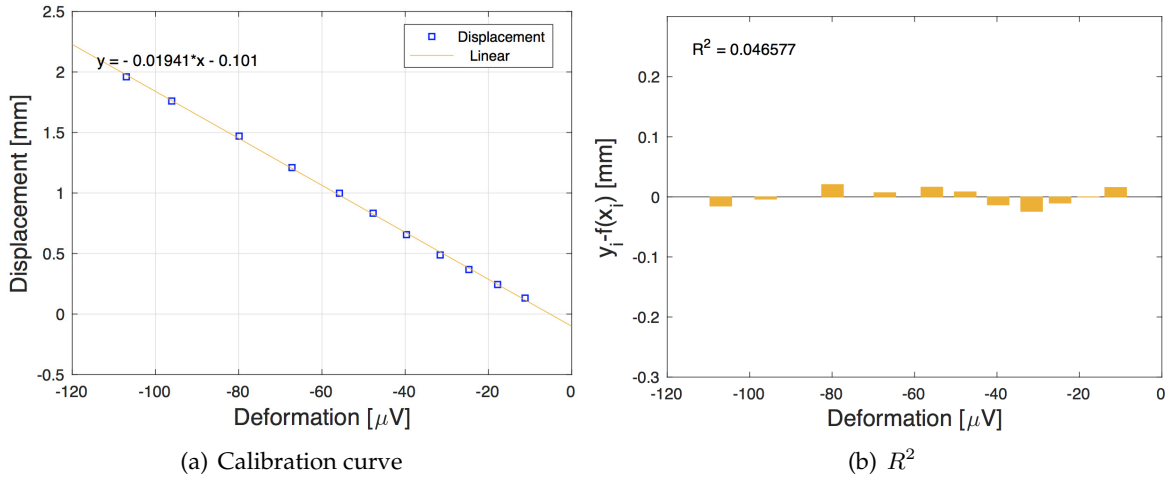 2.5
2
1.5
1
0.5
0
-0.5
-120
-100
-80
-60
-40
-20
0
Displacement [mm]
Deformation [μV]
y = - 0.01941*x - 0.101
Displacement
Linear
(a) Calibration curve
R² = 0.046577
0.2
0.1
0
-0.1
-0.2
-0.3
-120
-100
-80
-60
-40
-20
0
yᵢ-f(xᵢ) [mm]
Deformation [μV]
(b) R²